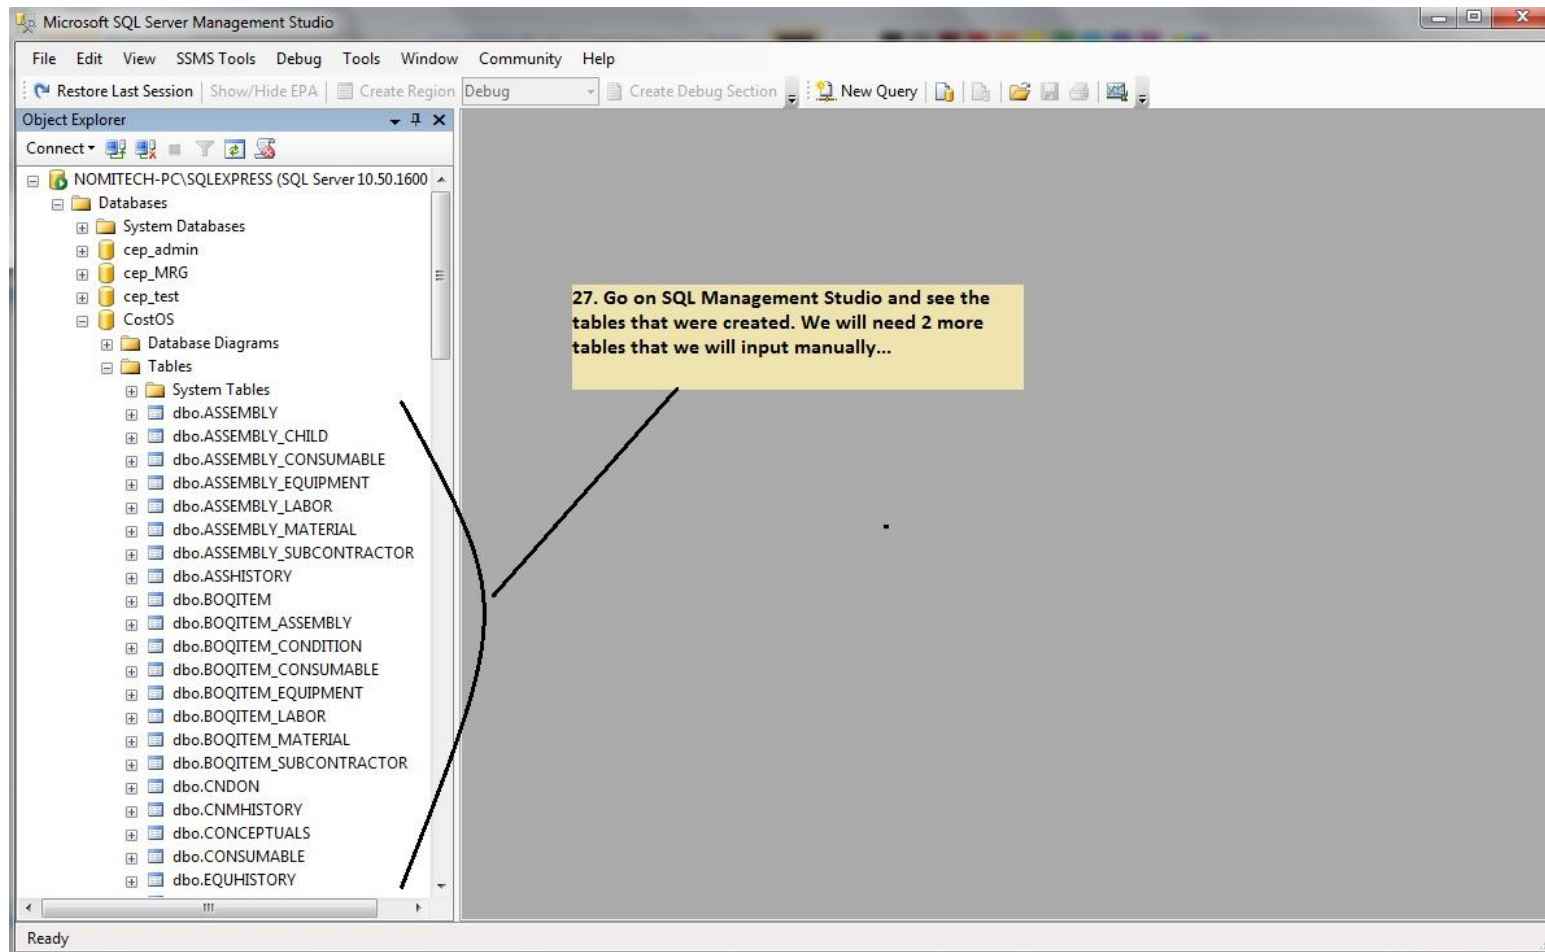 Microsoft SQL Server Management Studio
File Edit View SSMS Tools Debug Tools Window Community Help
Restore Last Session Show/Hide EPA Create Region Debug Create Debug Section New Query
Object Explorer
Connect
NOMITECH-PC\SQLEXPRESS (SQL Server 10.50.1600
Databases
System Databases
cep_admin
cep_MRG
cep_test
CostOS
Database Diagrams
Tables
System Tables
dbo.ASSEMBLY
dbo.ASSEMBLY_CHILD
dbo.ASSEMBLY_CONSUMABLE
dbo.ASSEMBLY_EQUIPMENT
dbo.ASSEMBLY_LABOR
dbo.ASSEMBLY_MATERIAL
dbo.ASSEMBLY_SUBCONTRACTOR
dbo.ASSHISTORY
dbo.BOQITEM
dbo.BOQITEM_ASSEMBLY
dbo.BOQITEM_CONDITION
dbo.BOQITEM_CONSUMABLE
dbo.BOQITEM_EQUIPMENT
dbo.BOQITEM_LABOR
dbo.BOQITEM_MATERIAL
dbo.BOQITEM_SUBCONTRACTOR
dbo.CNDON
dbo.CNMHISTORY
dbo.CONCEPTUALS
dbo.CONSUMABLE
dbo.EQUHISTORY
27. Go on SQL Management Studio and see the
tables that were created. We will need 2 more
tables that we will input manually...
Ready